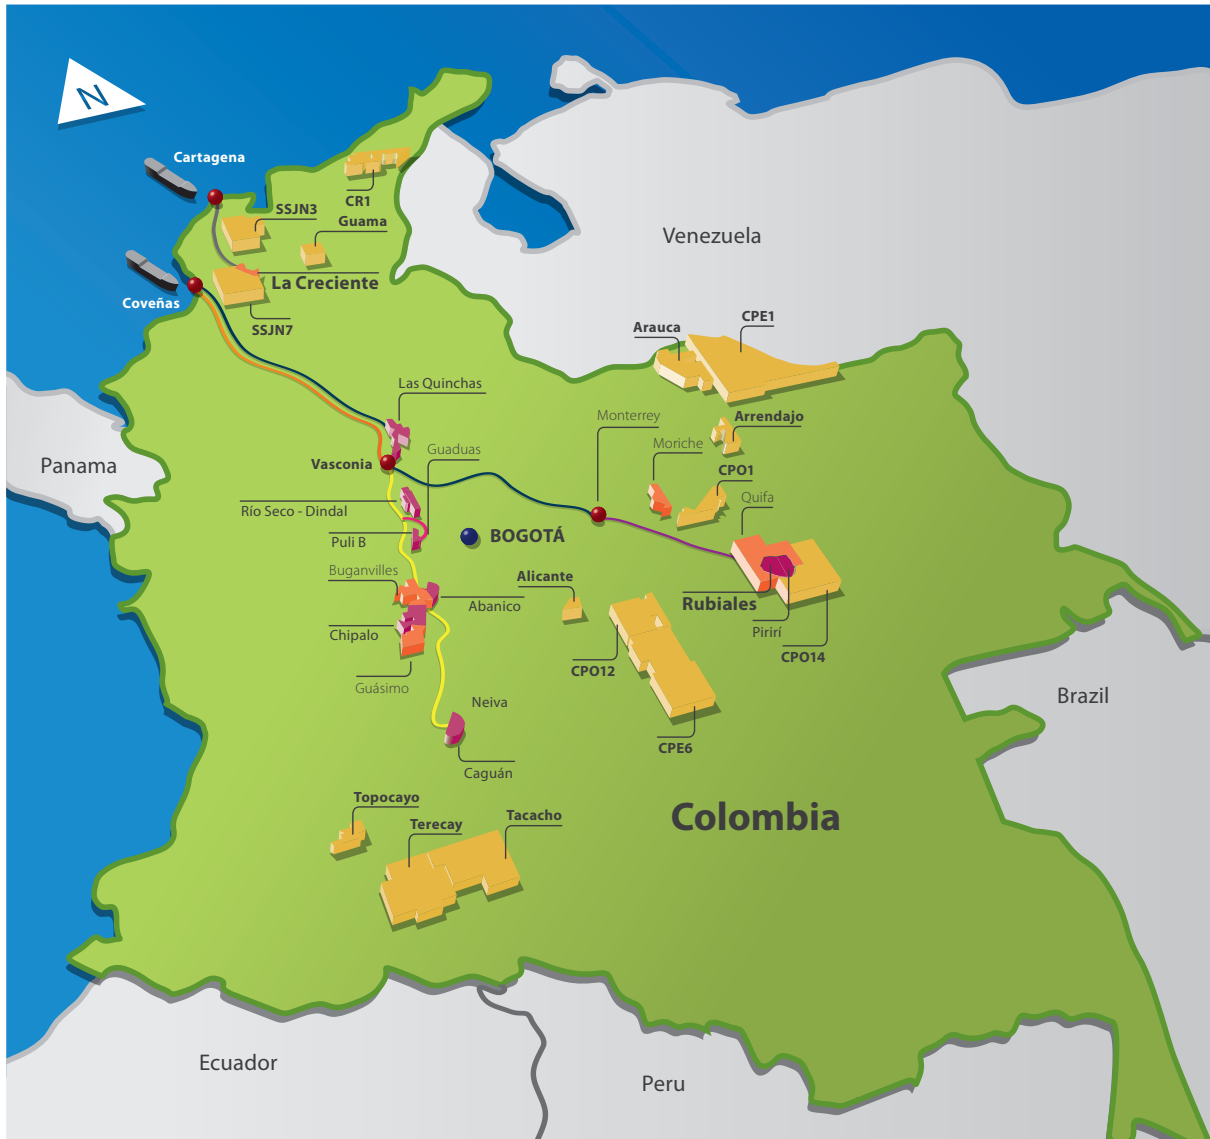 N
Cartagena
CR1
SSJN3
Guama
Venezuela
La Creciente
Coveñas
SSJN7
CPE1
Arauca
Las Quinchas
Monterrey
Arrendajo
Moriche
Guaduas
Panama
Vasconia
CPO1
Quifa
Río Seco - Dindal
BOGOTÁ
Puli B
Buganvilles
Alicante
Abanico
Rubiales
Chipalo
Pirirí
CPO14
CPO12
Guásimo
Brazil
Neiva
CPE6
Caguán
Topocayo
Colombia
Terecay
Tacacho
Ecuador
Peru